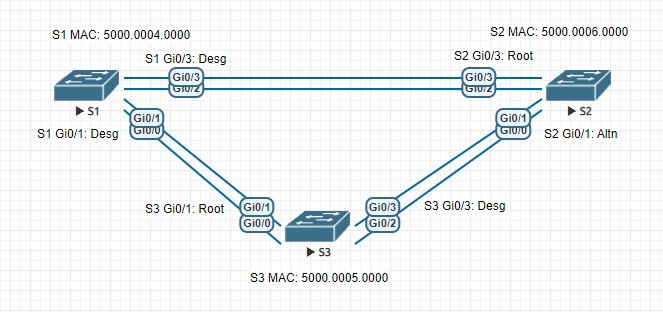 S1 MAC: 5000.0004.0000
S2 MAC: 5000.0006.0000
S1 Gi0/3: Desg
S2 Gi0/3: Root
Gi0/3
Gi0/2
Gi0/3
Gi0/2
S1
S2
Gi0/1
Gi0/0
Gi0/1
Gi0/0
S1 Gi0/1: Desg
S2 Gi0/1: Altn
S3 Gi0/1: Root
Gi0/1
Gi0/0
Gi0/3
Gi0/2
S3 Gi0/3: Desg
S3
S3 MAC: 5000.0005.0000